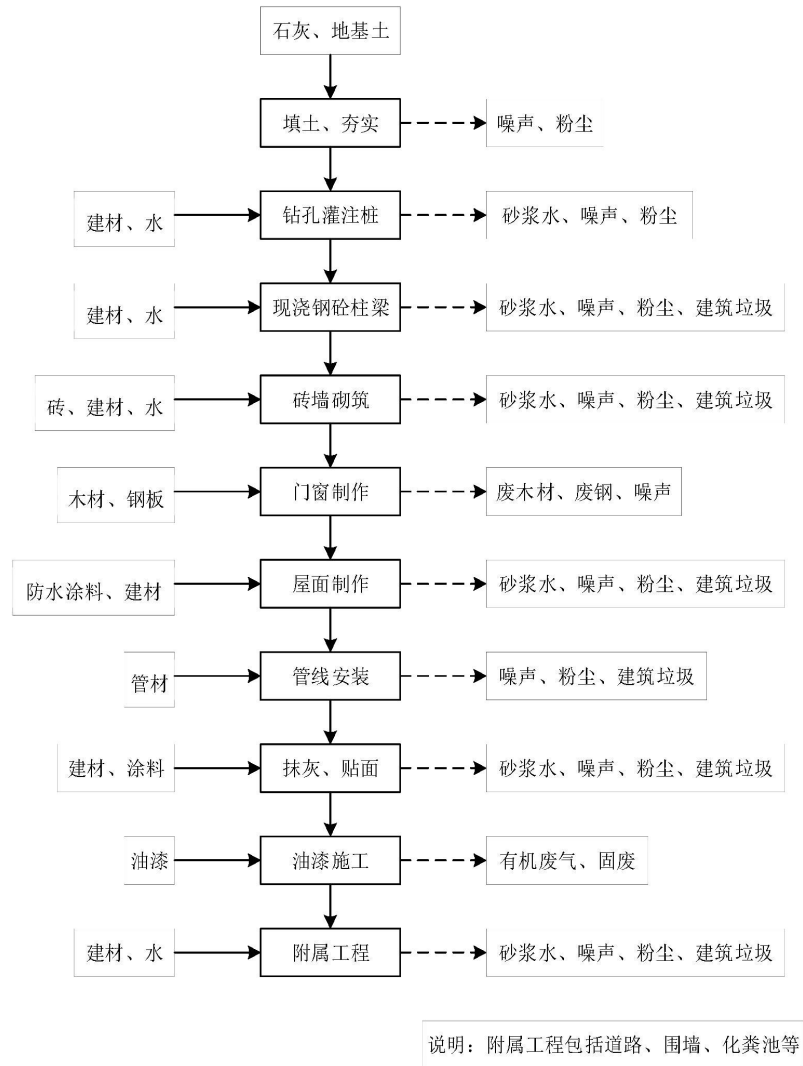 石灰、地基土
填土、夯实
噪声、粉尘
建材、水
钻孔灌注桩
砂浆水、噪声、粉尘
建材、水
现浇钢砼柱梁
砂浆水、噪声、粉尘、建筑垃圾
砖、建材、水
砖墙砌筑
砂浆水、噪声、粉尘、建筑垃圾
木材、钢板
门窗制作
废木材、废钢、噪声
防水涂料、建材
屋面制作
砂浆水、噪声、粉尘、建筑垃圾
管材
管线安装
噪声、粉尘、建筑垃圾
建材、涂料
抹灰、贴面
砂浆水、噪声、粉尘、建筑垃圾
油漆
油漆施工
有机废气、固废
建材、水
附属工程
砂浆水、噪声、粉尘、建筑垃圾
说明：附属工程包括道路、围墙、化粪池等